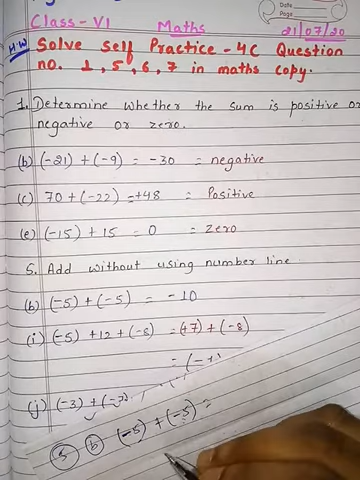 Date
Page
Class-VI Maths 21/07/20
H.W Solve Self Practice - 4C Question
no. 1, 5, 6, 7 in maths copy.
1. Determine whether the sum is positive or
negative or zero.
(b) (-21) + (-9) = -30 = negative
(c) 70 + (-22) = +48 = Positive
(e) (-15) + 15 = 0 = Zero
5. Add without using number line
(b) (-5) + (-5) = -10
(i) (-5) + 12 + (-8) = (+7) + (-8)
(j) (-3) +
5 b (-5) + (-5) =